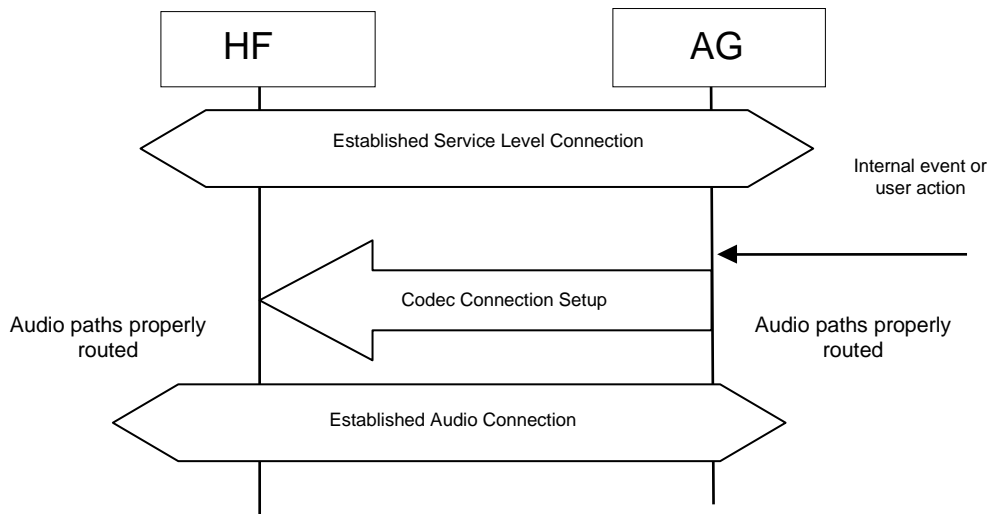 HF
AG
Established Service Level Connection
Internal event or
user action
Codec Connection Setup
Audio paths properly
routed
Audio paths properly
routed
Established Audio Connection